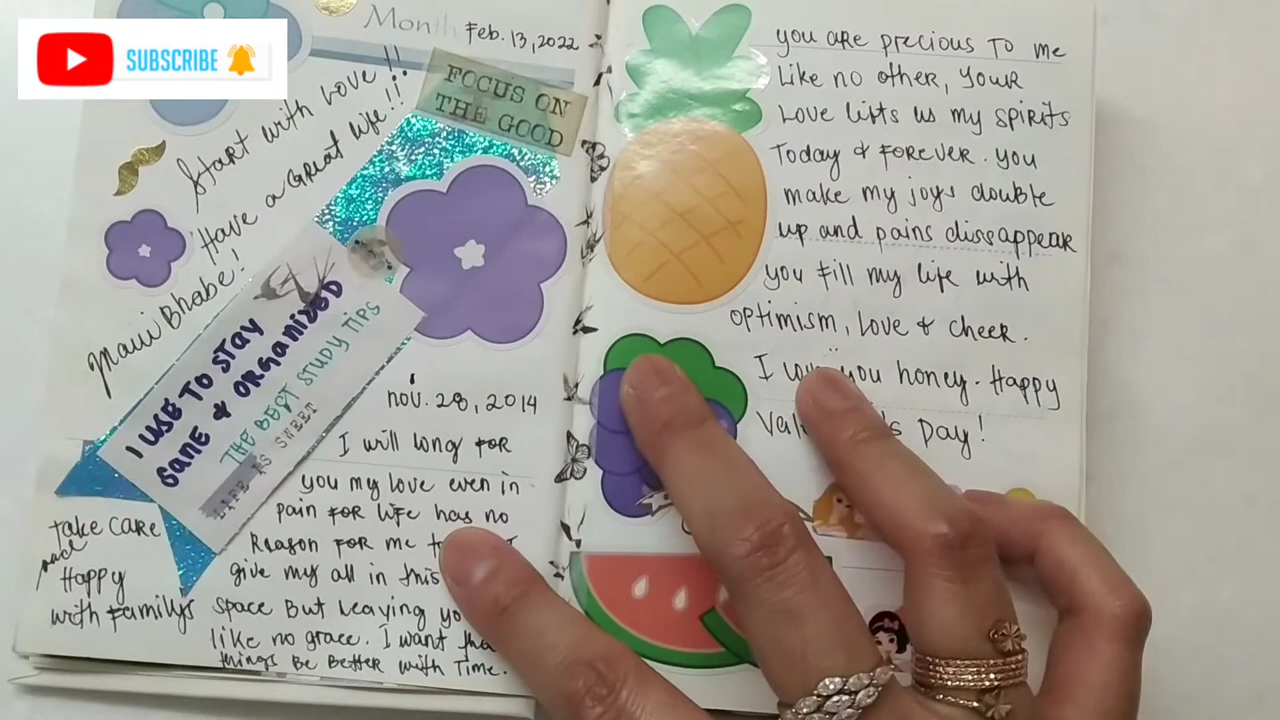 SUBSCRIBE
Month Feb. 13, 2022
Start with Love!!
Have a Great Life!!
FOCUS ON
THE GOOD
I USE TO STAY
SANE & ORGANIZED
THE BEST STUDY TIPS
LIFE IS SWEET
nov. 28, 2014
I will long for
you my love even in
pain for life has no
Reason for me
give my all in this
space But Leaving
like no grace. I want
things Be Better with Time.
Take care
Happy
with Familys
you are precious To me
Like no other, your
Love lifts us my spirits
Today & Forever. you
make my joys double
up and pains dissappear
you fill my life with
optimism, Love & cheer.
I you honey. Happy
Day!